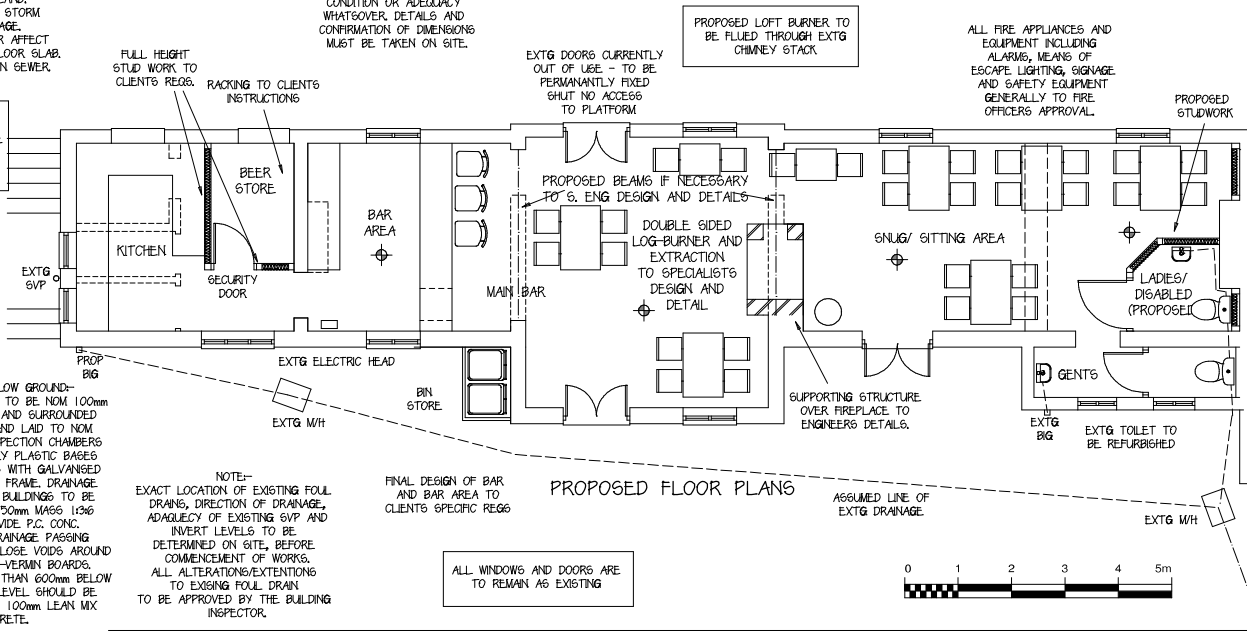 STORM
AGE.
R AFFECT
LOOR SLAB.
N SEWER.
CONDITION OR ADEQUACY
WHATSOVER. DETAILS AND
CONFIRMATION OF DIMENSIONS
MUST BE TAKEN ON SITE.
PROPOSED LOFT BURNER TO
BE FLUED THROUGH EXTG
CHIMNEY STACK
ALL FIRE APPLIANCES AND
EQUIPMENT INCLUDING
ALARMS, MEANS OF
ESCAPE LIGHTING, SIGNAGE
AND SAFETY EQUIPMENT
GENERALLY TO FIRE
OFFICERS APPROVAL.
FULL HEIGHT
STUD WORK TO
CLIENTS REQS.
RACKING TO CLIENTS
INSTRUCTIONS
EXTG DOORS CURRENTLY
OUT OF USE - TO BE
PERMANANTLY FIXED
SHUT NO ACCESS
TO PLATFORM
PROPOSED
STUDWORK
BEER
STORE
KITCHEN
SECURITY
DOOR
EXTG
SVP
BAR
AREA
MAIN BAR
PROPOSED BEAMS IF NECESSARY
TO S. ENG DESIGN AND DETAILS
DOUBLE SIDED
LOG-BURNER AND
EXTRACTION
TO SPECIALISTS
DESIGN AND
DETAIL
SNUG/ SITTING AREA
LADIES/
DISABLED
(PROPOSED)
GENTS
PROP
BIG
EXTG ELECTRIC HEAD
EXTG M/H
BIN
STORE
SUPPORTING STRUCTURE
OVER FIREPLACE TO
ENGINEERS DETAILS.
EXTG
BIG
EXTG TOILET TO
BE REFURBISHED
LOW GROUND:-
TO BE NOM 100mm
AND SURROUNDED
AND LAID TO NOM
PECTION CHAMBERS
Y PLASTIC BASES
S WITH GALVANISED
FRAME. DRAINAGE
BUILDINGS TO BE
50mm MASS 1:3:6
VIDE P.C. CONC.
RAINAGE PASSING
LOSE VOIDS AROUND
-VERMIN BOARDS.
THAN 600mm BELOW
LEVEL SHOULD BE
100mm LEAN MIX
CRETE.
NOTE:-
EXACT LOCATION OF EXISTING FOUL
DRAINS, DIRECTION OF DRAINAGE,
ADAQUECY OF EXISTING SVP AND
INVERT LEVELS TO BE
DETERMINED ON SITE, BEFORE
COMMENCEMENT OF WORKS.
ALL ALTERATIONS/EXTENTIONS
TO EXISING FOUL DRAIN
TO BE APPROVED BY THE BUILDING
INSPECTOR.
FINAL DESIGN OF BAR
AND BAR AREA TO
CLIENTS SPECIFIC REQS
PROPOSED FLOOR PLANS
ASSUMED LINE OF
EXTG DRAINAGE
EXTG M/H
ALL WINDOWS AND DOORS ARE
TO REMAIN AS EXISTING
0 1 2 3 4 5m